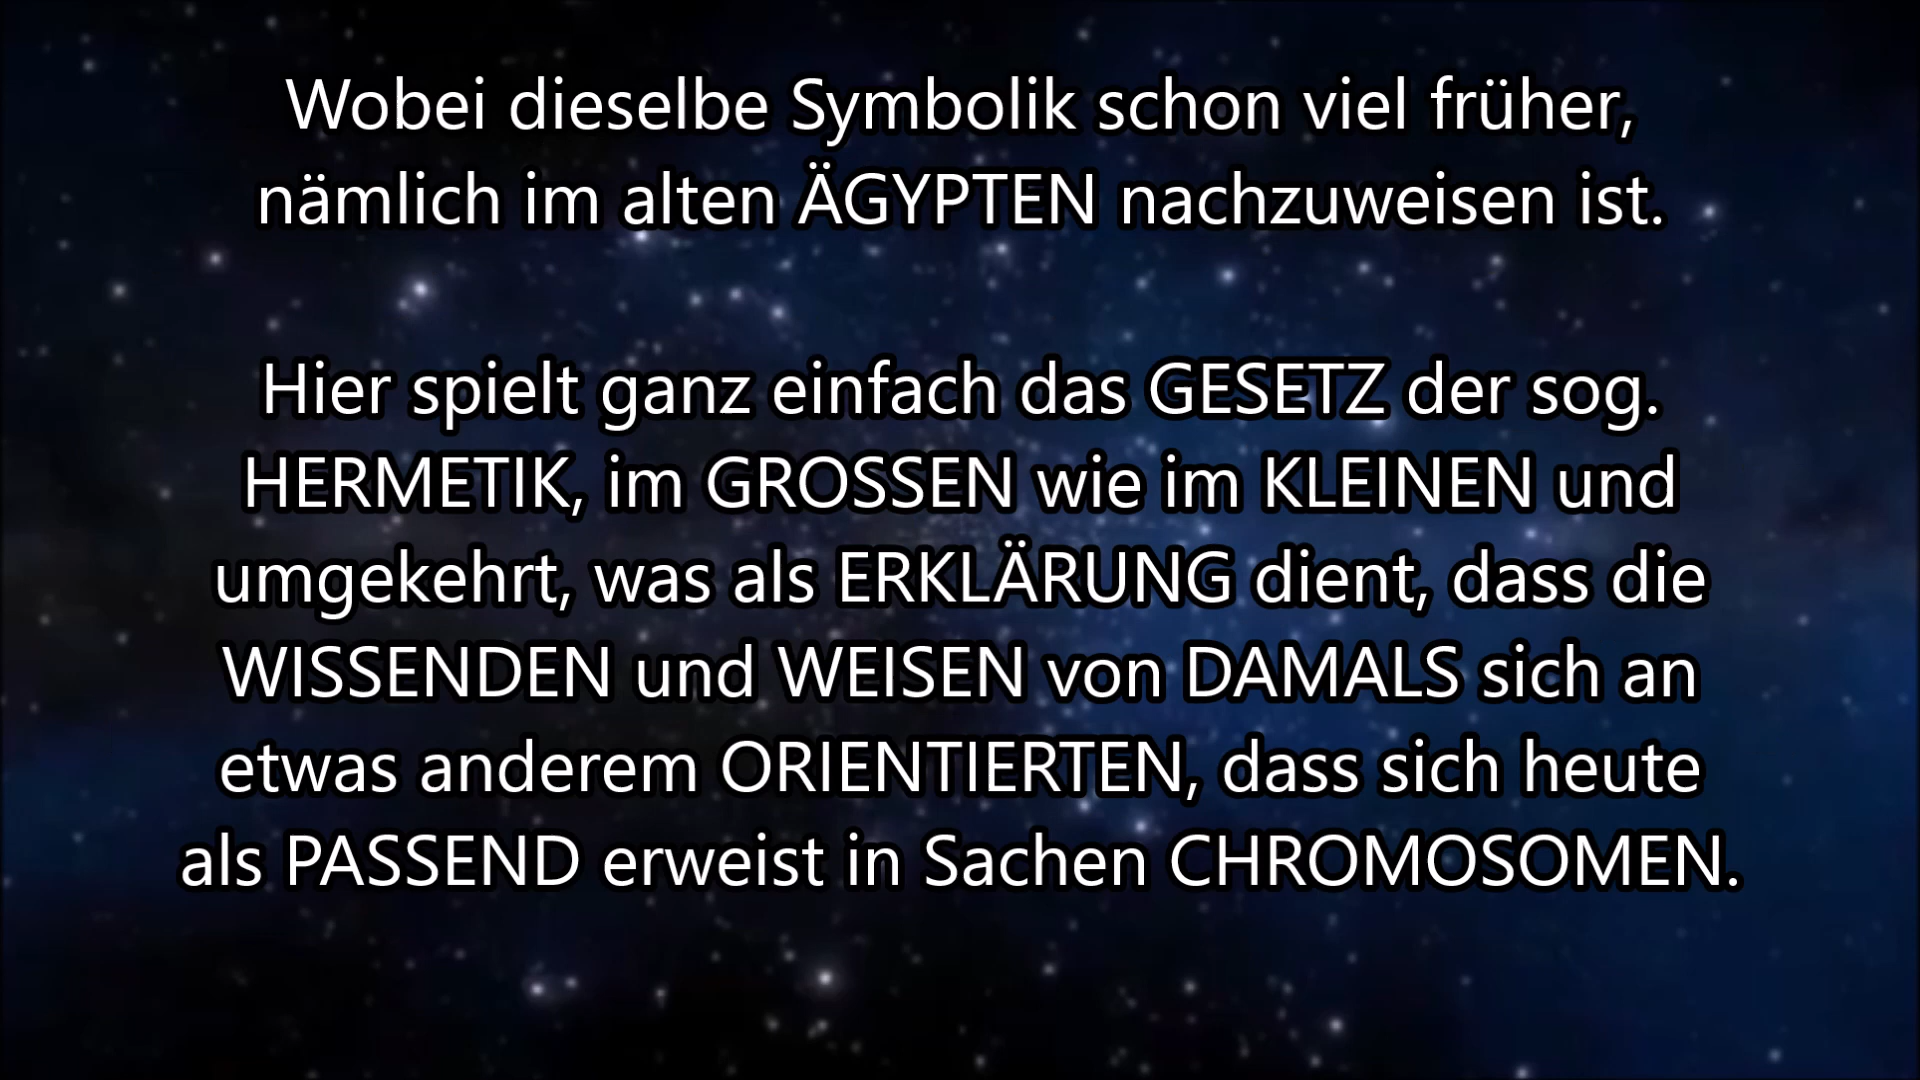 Wobei dieselbe Symbolik schon viel früher,
nämlich im alten ÄGYPTEN nachzuweisen ist.
Hier spielt ganz einfach das GESETZ der sog.
HERMETIK, im GROSSEN wie im KLEINEN und
umgekehrt, was als ERKLÄRUNG dient, dass die
WISSENDEN und WEISEN von DAMALS sich an
etwas anderem ORIENTIERTEN, dass sich heute
als PASSEND erweist in Sachen CHROMOSOMEN.